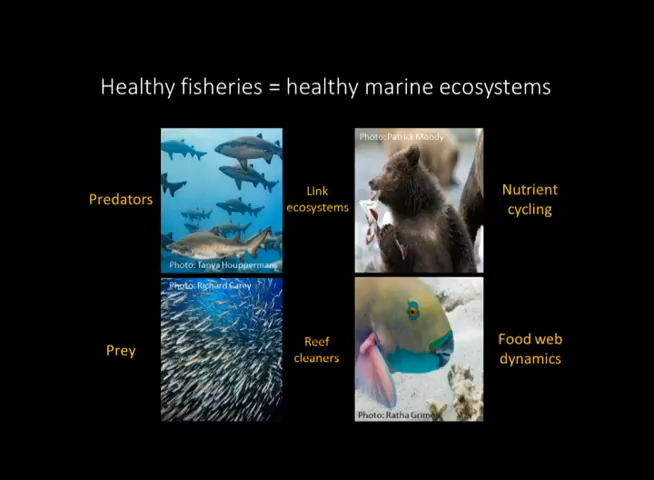 Healthy fisheries = healthy marine ecosystems
Photo: Patrick Moody
Predators
Link
ecosystems
Nutrient
cycling
Photo: Tanya Houppermans
Photo: Richard Carey
Prey
Reef
cleaners
Food web
dynamics
Photo: Ratha Grimes